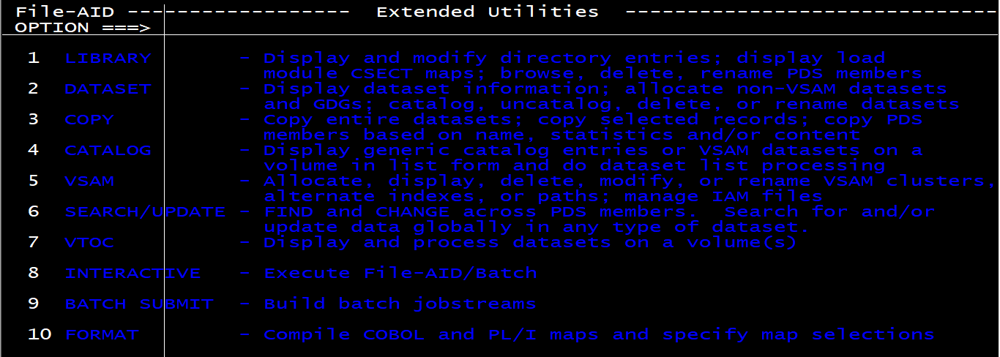 File-AID ------------------  Extended Utilities  ------------------------------
OPTION ===>
1  LIBRARY       - Display and modify directory entries; display load
module CSECT maps; browse, delete, rename PDS members
2  DATASET       - Display dataset information; allocate non-VSAM datasets
and GDGs; catalog, uncatalog, delete, or rename datasets
3  COPY          - Copy entire datasets; copy selected records; copy PDS
members based on name, statistics and/or content
4  CATALOG       - Display generic catalog entries or VSAM datasets on a
volume in list form and do dataset list processing
5  VSAM          - Allocate, display, delete, modify, or rename VSAM clusters,
alternate indexes, or paths; manage IAM files
6  SEARCH/UPDATE - FIND and CHANGE across PDS members.  Search for and/or
update data globally in any type of dataset.
7  VTOC          - Display and process datasets on a volume(s)
8  INTERACTIVE   - Execute File-AID/Batch
9  BATCH SUBMIT  - Build batch jobstreams
10 FORMAT        - Compile COBOL and PL/I maps and specify map selections